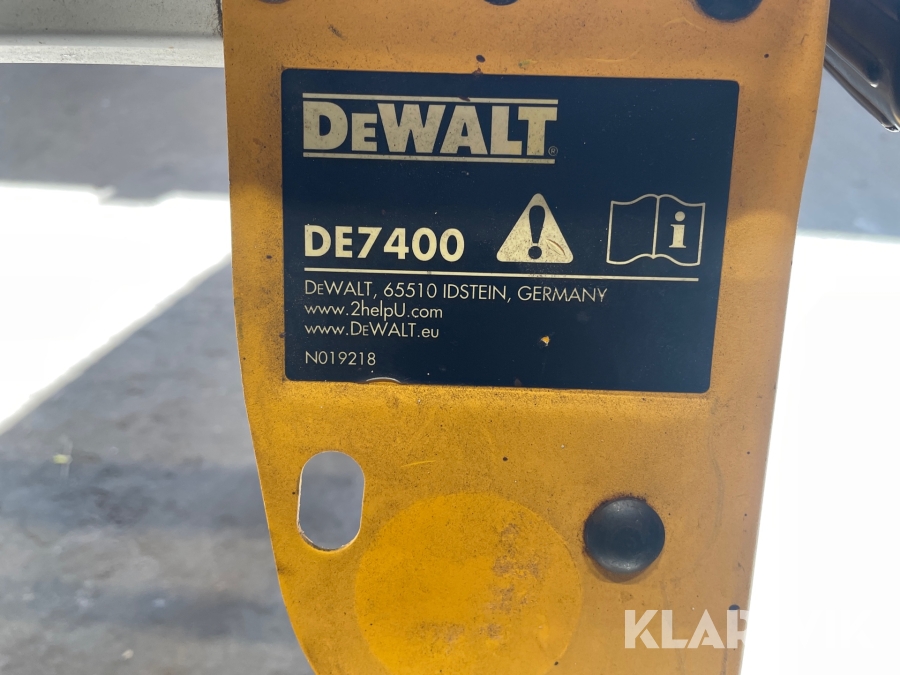 DEWALT®
DE7400
i
DEWALT, 65510 IDSTEIN, GERMANY
www.2helpU.com
www.DEWALT.eu
N019218